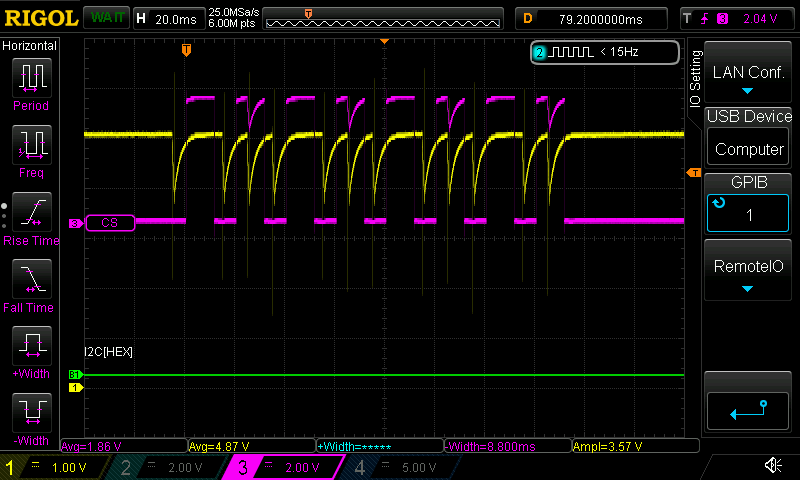 RIGOL WAIT H 20.0ms 25.0MSa/s D 79.2000000ms T 3 2.04 V
6.00M pts
T
Horizontal
2 < 15Hz
IO Setting
LAN Conf.
Period
USB Device
Computer
Freq
T
GPIB
1
3 CS
Rise Time
RemoteIO
Fall Time
I2C[HEX]
+Width
B1
1
-Width
Avg=1.86 V Avg=4.87 V +Width=***** -Width=8.800ms Ampl=3.57 V
1 1.00 V 2 2.00 V 3 2.00 V 4 5.00 V